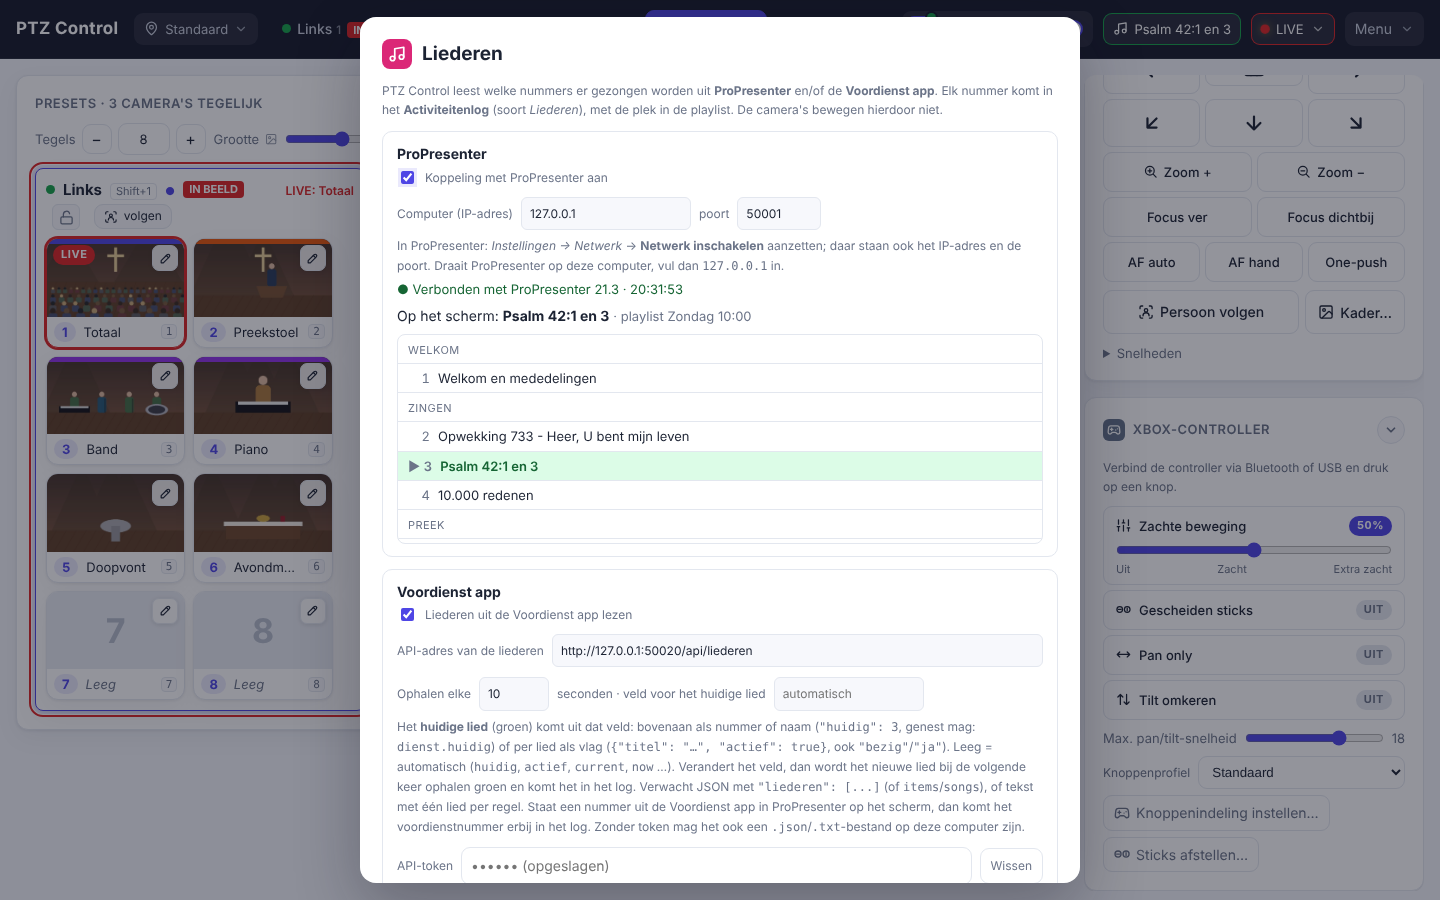 PTZ Control
Standaard
Links 1
Psalm 42:1 en 3
LIVE
Menu
PRESETS · 3 CAMERA'S TEGELIJK
Tegels
−
8
+
Grootte
Links
Shift+1
IN BEELD
LIVE: Totaal
volgen
LIVE
1 Totaal 1
2 Preekstoel 2
3 Band 3
4 Piano 4
5 Doopvont 5
6 Avondm... 6
7
8
7 Leeg 7
8 Leeg 8
Liederen
PTZ Control leest welke nummers er gezongen worden uit ProPresenter en/of de Voordienst app. Elk nummer komt in
het Activiteitenlog (soort Liederen), met de plek in de playlist. De camera's bewegen hierdoor niet.
ProPresenter
Koppeling met ProPresenter aan
Computer (IP-adres) 127.0.0.1 poort 50001
In ProPresenter: Instellingen → Netwerk → Netwerk inschakelen aanzetten; daar staan ook het IP-adres en de
poort. Draait ProPresenter op deze computer, vul dan 127.0.0.1 in.
Verbonden met ProPresenter 21.3 · 20:31:53
Op het scherm: Psalm 42:1 en 3 · playlist Zondag 10:00
WELKOM
1 Welkom en mededelingen
ZINGEN
2 Opwekking 733 - Heer, U bent mijn leven
▶ 3 Psalm 42:1 en 3
4 10.000 redenen
PREEK
Voordienst app
Liederen uit de Voordienst app lezen
API-adres van de liederen http://127.0.0.1:50020/api/liederen
Ophalen elke 10 seconden · veld voor het huidige lied automatisch
Het huidige lied (groen) komt uit dat veld: bovenaan als nummer of naam ("huidig": 3, genest mag:
dienst.huidig) of per lied als vlag ({"titel": "…", "actief": true}, ook "bezig"/"ja"). Leeg =
automatisch (huidig, actief, current, now …). Verandert het veld, dan wordt het nieuwe lied bij de volgende
keer ophalen groen en komt het in het log. Verwacht JSON met "liederen": [...] (of items/songs), of tekst
met één lied per regel. Staat een nummer uit de Voordienst app in ProPresenter op het scherm, dan komt het
voordienstnummer erbij in het log. Zonder token mag het ook een .json/.txt-bestand op deze computer zijn.
API-token •••••• (opgeslagen) Wissen
Zoom +
Zoom −
Focus ver
Focus dichtbij
AF auto
AF hand
One-push
Persoon volgen
Kader...
▶ Snelheden
XBOX-CONTROLLER
Verbind de controller via Bluetooth of USB en druk
op een knop.
Zachte beweging 50%
Uit Zacht Extra zacht
Gescheiden sticks UIT
Pan only UIT
Tilt omkeren UIT
Max. pan/tilt-snelheid 18
Knoppenprofiel Standaard
Knoppenindeling instellen...
Sticks afstellen...